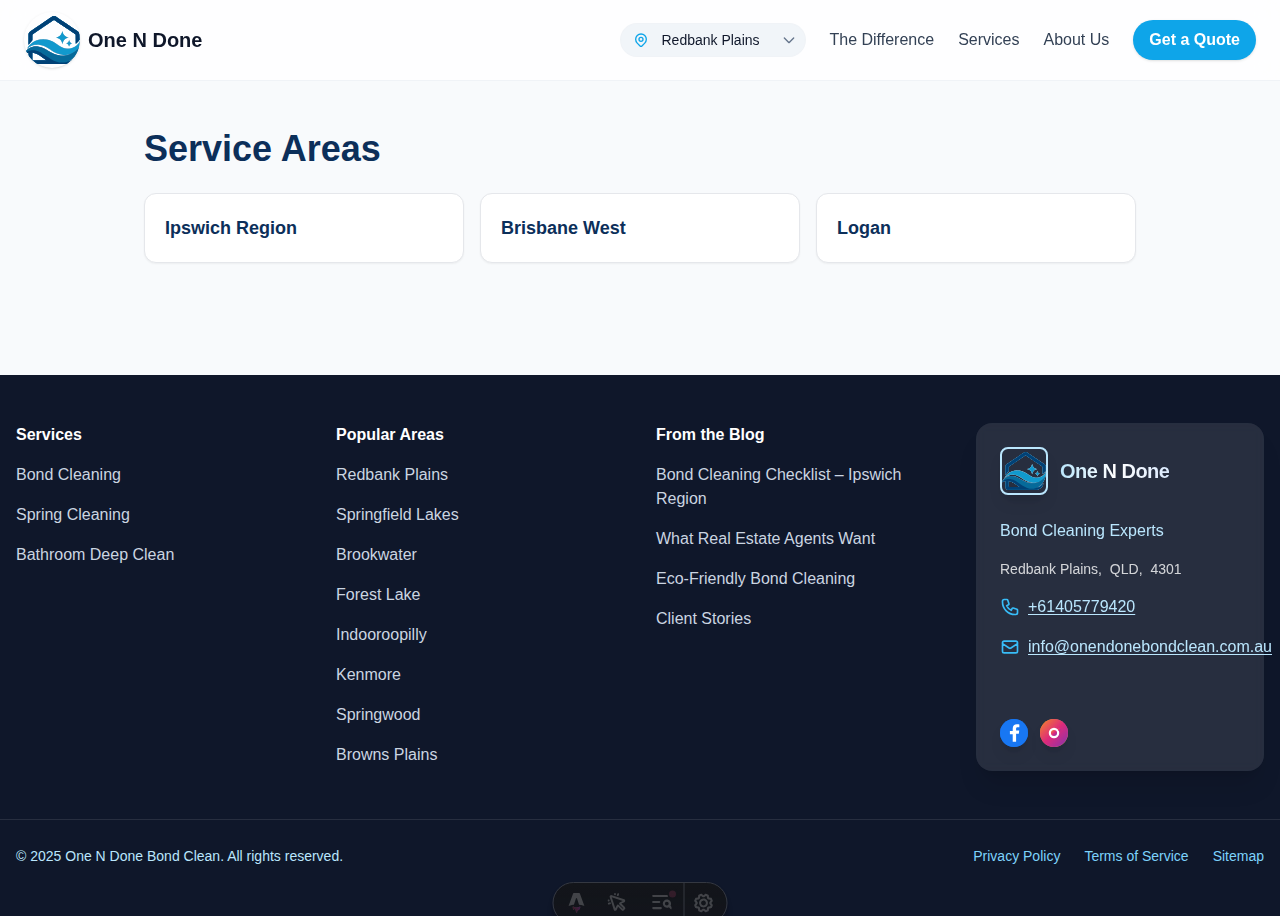 One N Done
Redbank Plains
The Difference
Services
About Us
Get a Quote
Service Areas
Ipswich Region
Brisbane West
Logan
Services
Bond Cleaning
Spring Cleaning
Bathroom Deep Clean
Popular Areas
Redbank Plains
Springfield Lakes
Brookwater
Forest Lake
Indooroopilly
Kenmore
Springwood
Browns Plains
From the Blog
Bond Cleaning Checklist – Ipswich
Region
What Real Estate Agents Want
Eco-Friendly Bond Cleaning
Client Stories
One N Done
Bond Cleaning Experts
Redbank Plains, QLD, 4301
+61405779420
info@onendonebondclean.com.au
© 2025 One N Done Bond Clean. All rights reserved.
Privacy Policy
Terms of Service
Sitemap